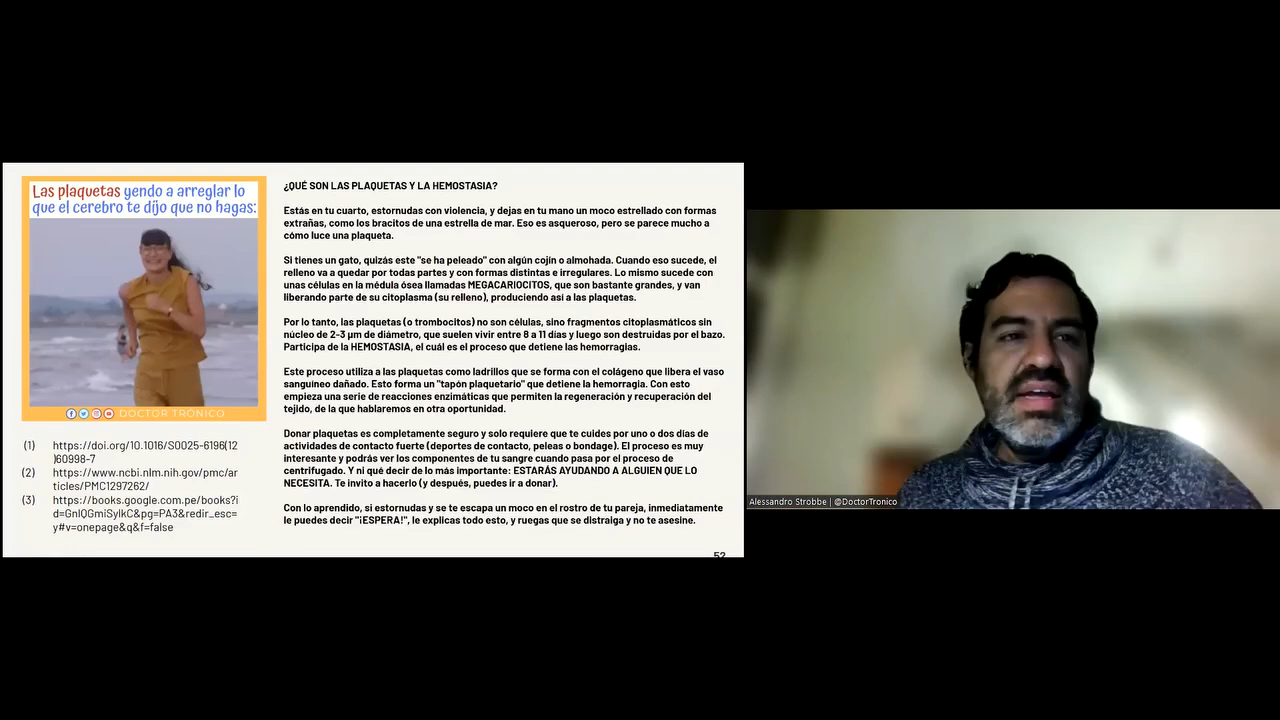 Las plaquetas yendo a arreglar lo
que el cerebro te dijo que no hagas:
DOCTOR TRÓNICO
(1) https://doi.org/10.1016/S0025-6196(12
)60998-7
(2) https://www.ncbi.nlm.nih.gov/pmc/ar
ticles/PMC1297262/
(3) https://books.google.com.pe/books?i
d=GnIQGmiSylkC&pg=PA3&redir_esc=
y#v=onepage&q&f=false
¿QUÉ SON LAS PLAQUETAS Y LA HEMOSTASIA?
Estás en tu cuarto, estornudas con violencia, y dejas en tu mano un moco estrellado con formas
extrañas, como los bracitos de una estrella de mar. Eso es asqueroso, pero se parece mucho a
cómo luce una plaqueta.
Si tienes un gato, quizás este "se ha peleado" con algún cojín o almohada. Cuando eso sucede, el
relleno va a quedar por todas partes y con formas distintas e irregulares. Lo mismo sucede con
unas células en la médula ósea llamadas MEGACARIOCITOS, que son bastante grandes, y van
liberando parte de su citoplasma (su relleno), produciendo así a las plaquetas.
Por lo tanto, las plaquetas (o trombocitos) no son células, sino fragmentos citoplasmáticos sin
núcleo de 2-3 µm de diámetro, que suelen vivir entre 8 a 11 días y luego son destruidas por el bazo.
Participa de la HEMOSTASIA, el cuál es el proceso que detiene las hemorragias.
Este proceso utiliza a las plaquetas como ladrillos que se forma con el colágeno que libera el vaso
sanguíneo dañado. Esto forma un "tapón plaquetario" que detiene la hemorragia. Con esto
empieza una serie de reacciones enzimáticas que permiten la regeneración y recuperación del
tejido, de la que hablaremos en otra oportunidad.
Donar plaquetas es completamente seguro y solo requiere que te cuides por uno o dos días de
actividades de contacto fuerte (deportes de contacto, peleas o bondage). El proceso es muy
interesante y podrás ver los componentes de tu sangre cuando pasa por el proceso de
centrifugado. Y ni qué decir de lo más importante: ESTARÁS AYUDANDO A ALGUIEN QUE LO
NECESITA. Te invito a hacerlo (y después, puedes ir a donar).
Con lo aprendido, si estornudas y se te escapa un moco en el rostro de tu pareja, inmediatamente
le puedes decir "¡ESPERA!", le explicas todo esto, y ruegas que se distraiga y no te asesine.
52
Alessandro Strobbe | @DoctorTronico